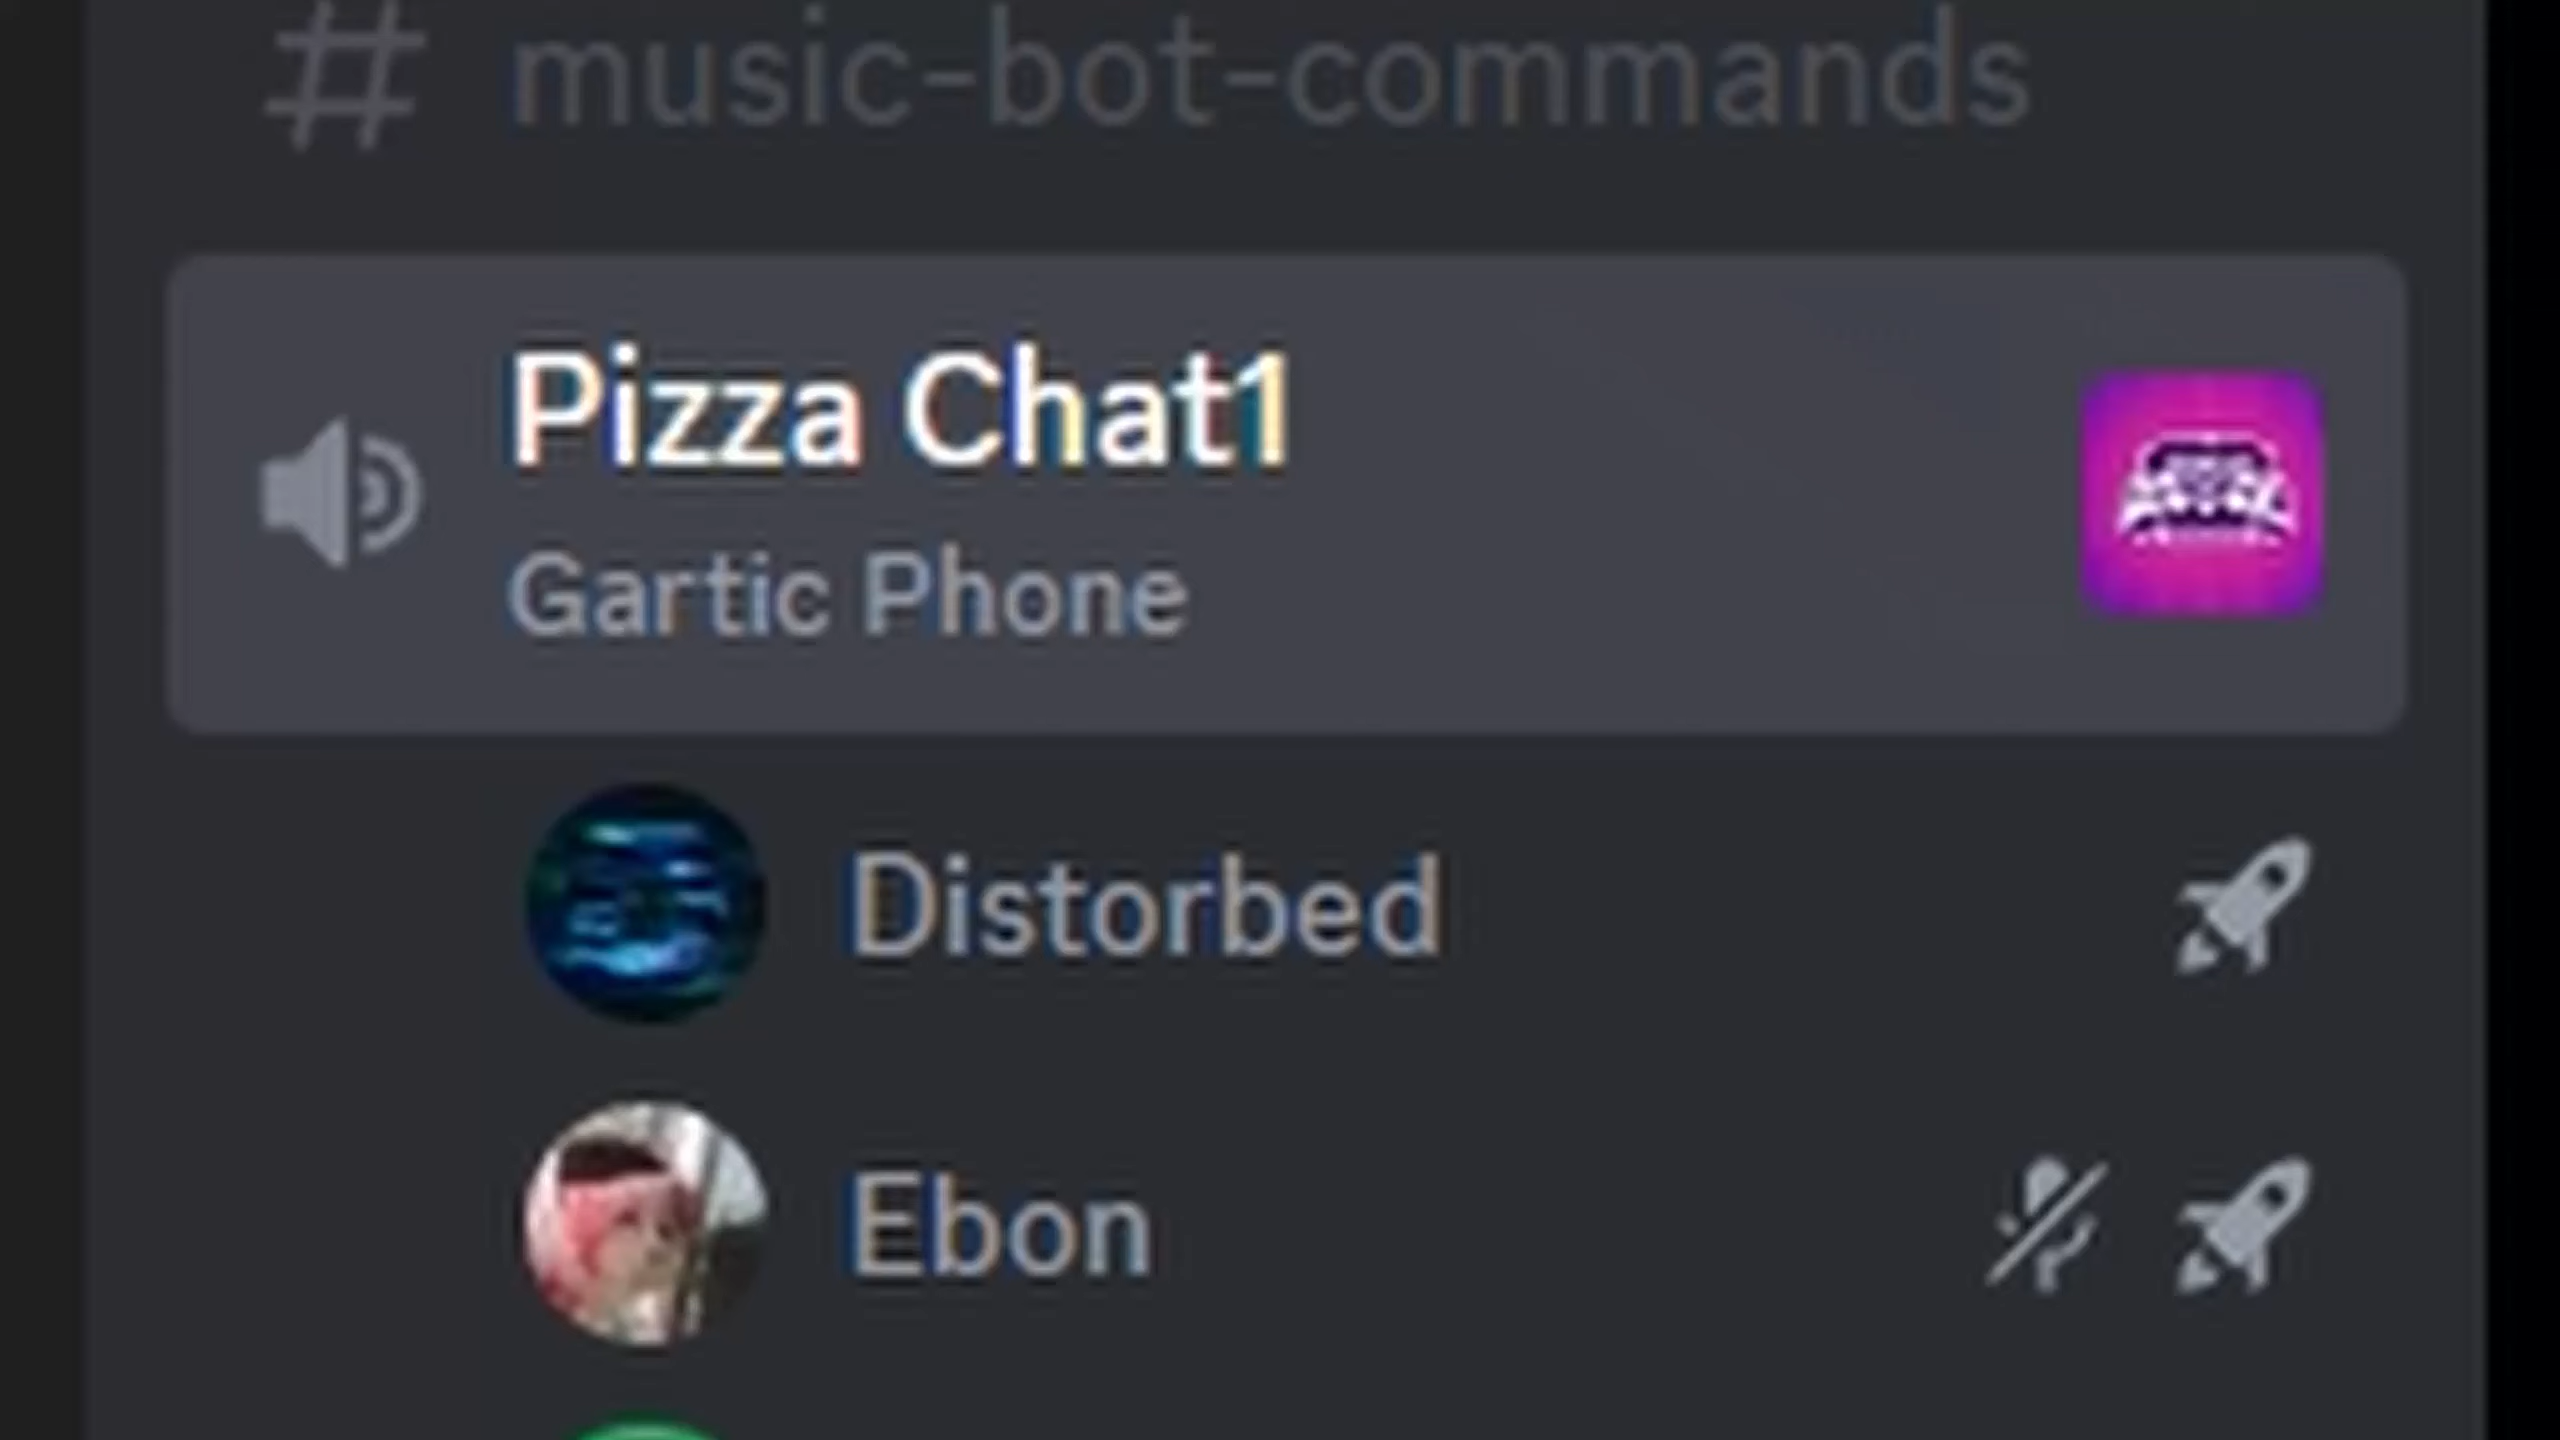 # music-bot-commands
Pizza Chat1
Gartic Phone
Distorbed
Ebon